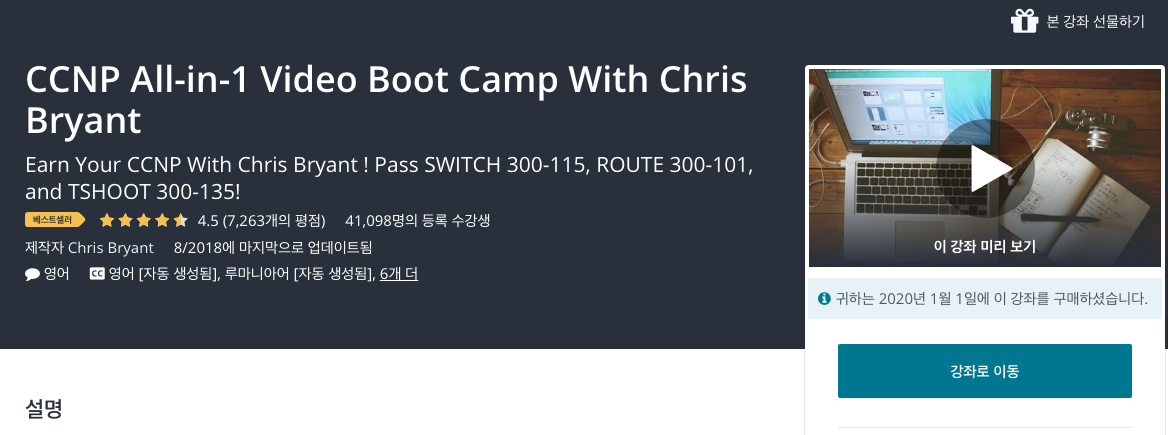 본 강좌 선물하기
CCNP All-in-1 Video Boot Camp With Chris
Bryant
Earn Your CCNP With Chris Bryant ! Pass SWITCH 300-115, ROUTE 300-101,
and TSHOOT 300-135!
베스트셀러 4.5 (7,263개의 평점) 41,098명의 등록 수강생
제작자 Chris Bryant 8/2018에 마지막으로 업데이트됨
영어 CC 영어 [자동 생성됨], 루마니아어 [자동 생성됨], 6개 더
이 강좌 미리 보기
귀하는 2020년 1월 1일에 이 강좌를 구매하셨습니다.
강좌로 이동
설명